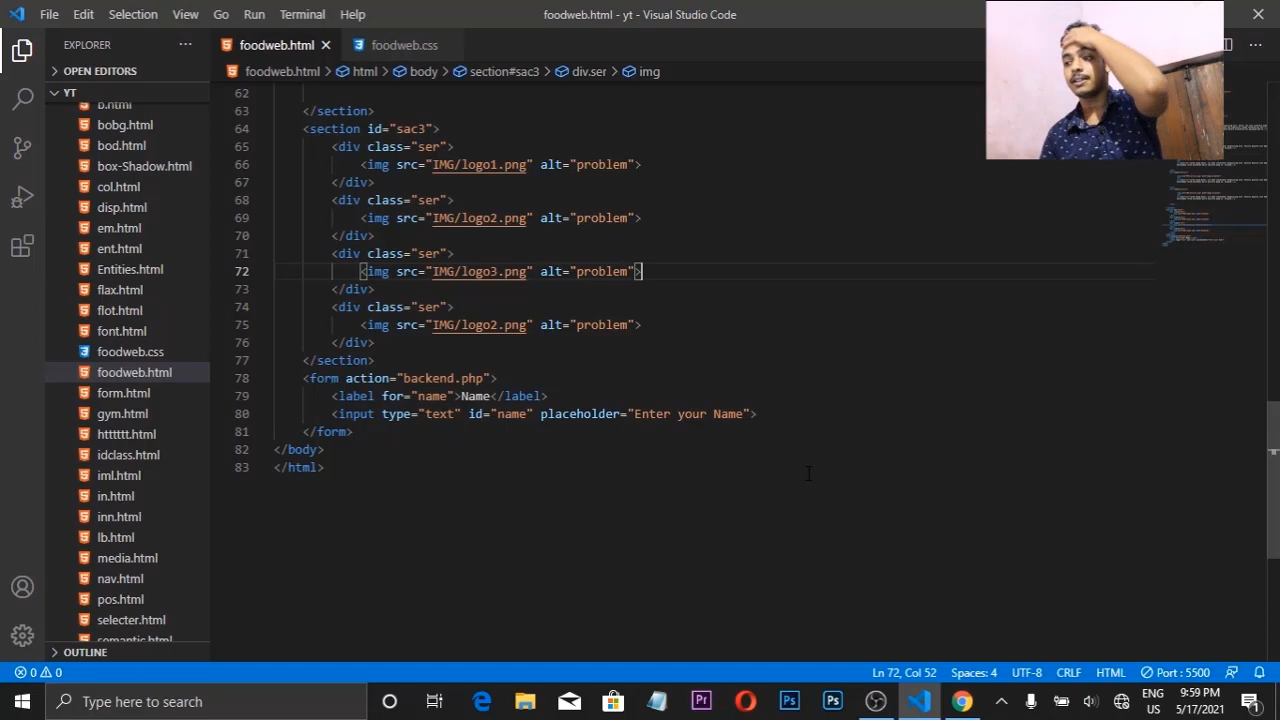 File Edit Selection View Go Run Terminal Help
foodweb.html - yt - Visual Studio Code
EXPLORER
foodweb.html
foodweb.css
OPEN EDITORS
foodweb.html > html > body > section#sac3 > div.ser > img
YT
b.html
bobg.html
bod.html
box-Shadow.html
col.html
disp.html
em.html
ent.html
Entities.html
flax.html
flot.html
font.html
foodweb.css
foodweb.html
form.html
gym.html
httttttt.html
idclass.html
iml.html
in.html
inn.html
lb.html
media.html
nav.html
pos.html
selecter.html
semantic.html
OUTLINE
62
63 </section>
64 <section id="sac3">
65 <div class="ser">
66 <img src="IMG/logo1.png" alt="problem">
67 </div>
68 <div class="ser">
69 <img src="IMG/logo2.png" alt="problem">
70 </div>
71 <div class="ser">
72 <img src="IMG/logo3.png" alt="problem">
73 </div>
74 <div class="ser">
75 <img src="IMG/logo2.png" alt="problem">
76 </div>
77 </section>
78 <form action="backend.php">
79 <label for="name">Name</label>
80 <input type="text" id="name" placeholder="Enter your Name">
81 </form>
82 </body>
83 </html>
0 0
Ln 72, Col 52 Spaces: 4 UTF-8 CRLF HTML Port : 5500
Type here to search
Pr
Ps
Ps
ENG
US
9:59 PM
5/17/2021
1